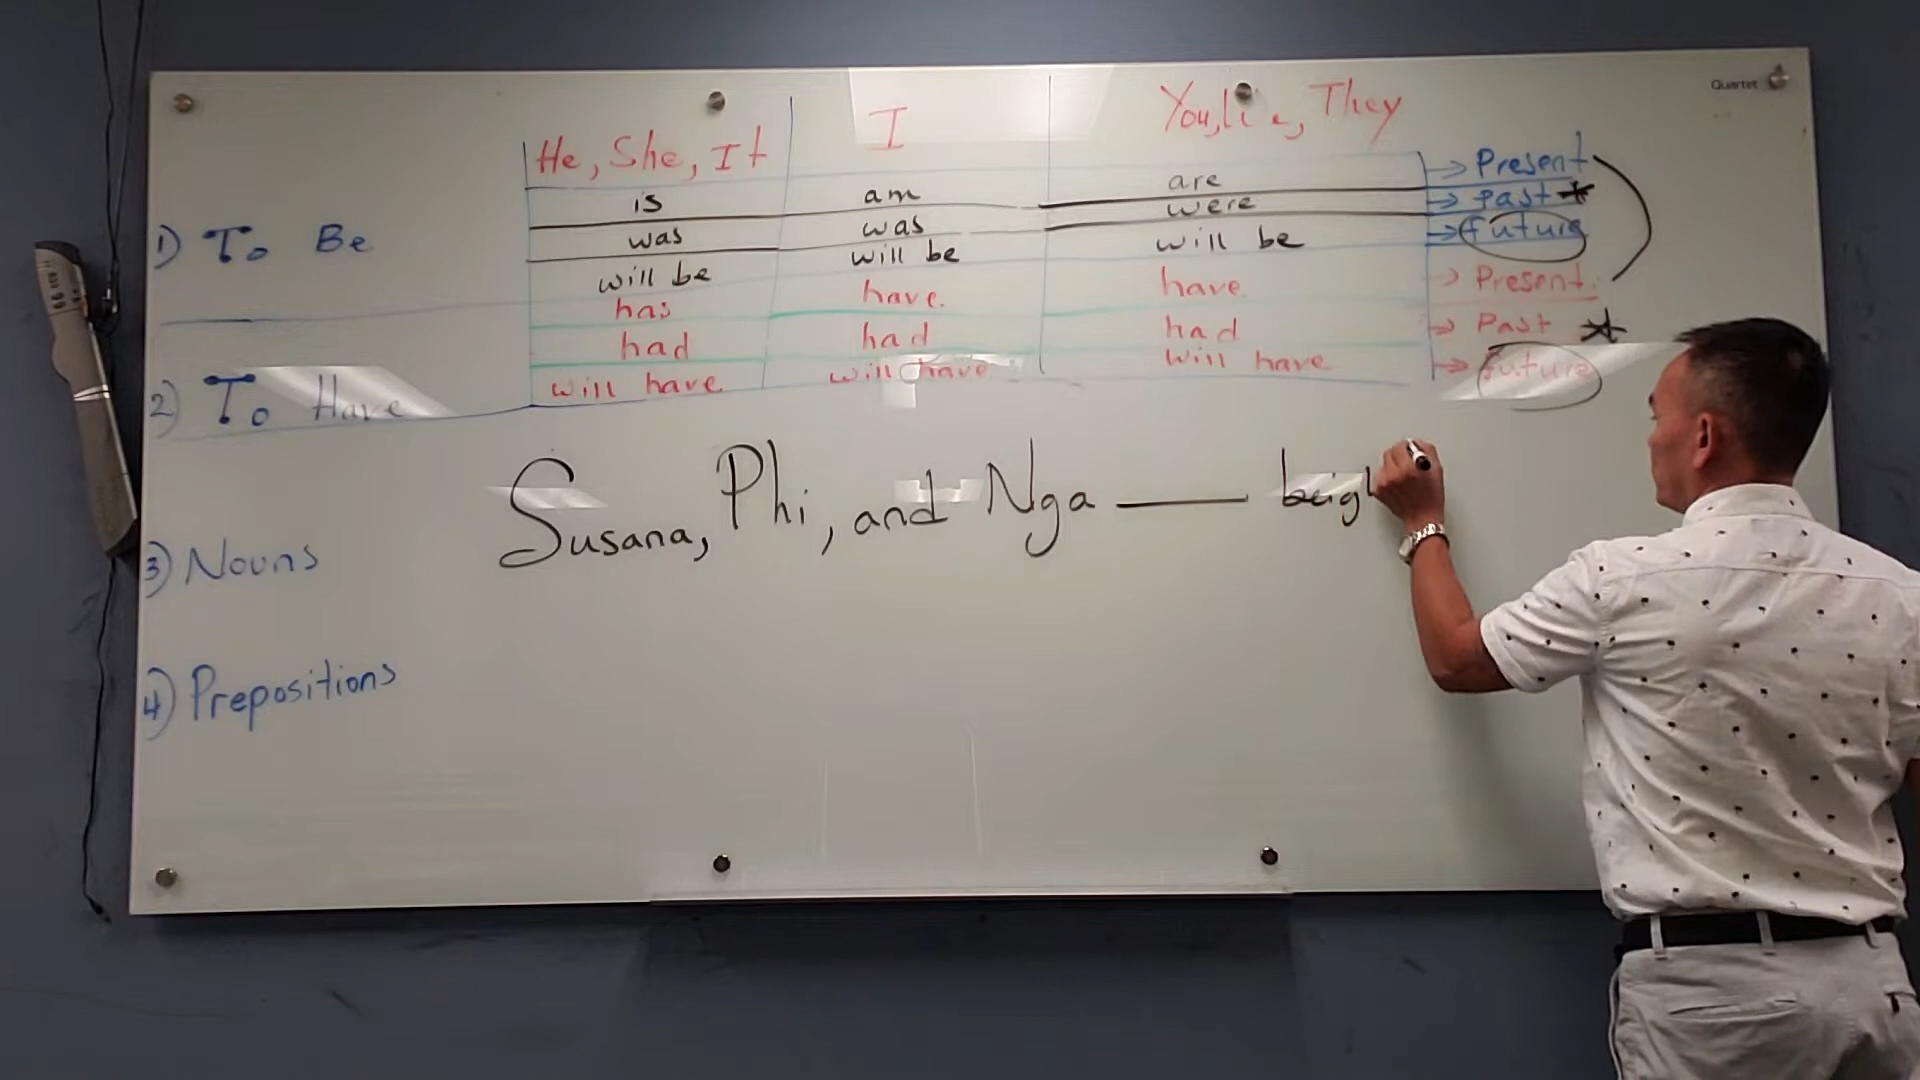 Quartet
He, She, It I You, They
is am are → Present
was was were → Past *
will be will be will be → future
1) To Be
has have have → Present
had had had → Past *
will have will have will have → future
2) To Have
Susana, Phi, and Nga ___ beig
3) Nouns
4) Prepositions